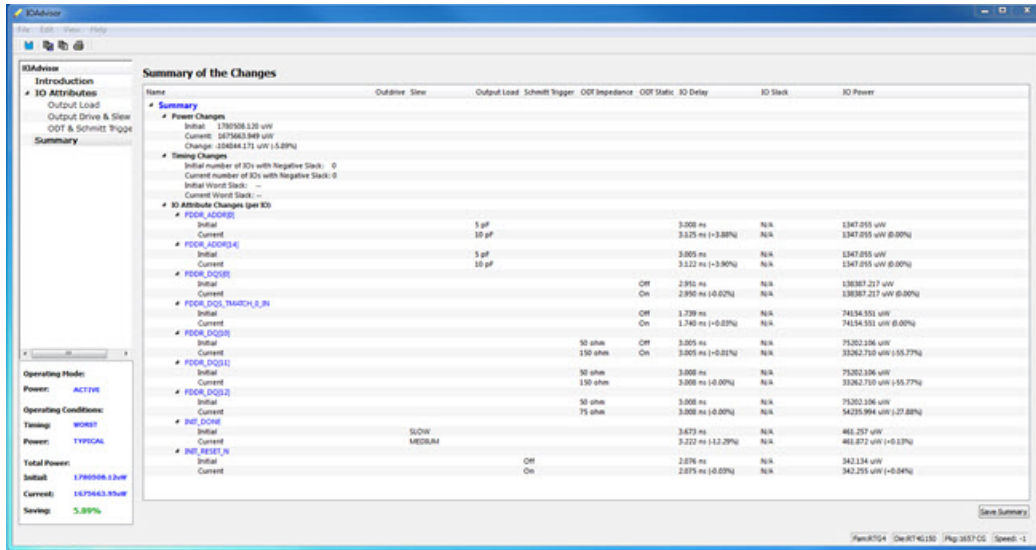 IOAdvisor
File Edit View Help
IOAdvisor
Introduction
IO Attributes
Output Load
Output Drive & Slew
ODT & Schmitt Trigge
Summary
Operating Mode:
Power: ACTIVE
Operating Conditions:
Timing: WORST
Power: TYPICAL
Total Power:
Initial: 1780508.12uW
Current: 1675663.95uW
Saving: 5.89%
Summary of the Changes
Name Outdrive Slew Output Load Schmitt Trigger ODT Impedance ODT Static IO Delay IO Slack IO Power
Summary
Power Changes
Initial: 1780508.120 uW
Current: 1675663.949 uW
Change: -104844.171 uW (-5.89%)
Timing Changes
Initial number of IOs with Negative Slack: 0
Current number of IOs with Negative Slack: 0
Initial Worst Slack: --
Current Worst Slack: --
IO Attribute Changes (per IO)
FDDR_ADDR[0]
Initial 5 pF 3.008 ns N/A 1347.055 uW
Current 10 pF 3.125 ns (+3.88%) N/A 1347.055 uW (0.00%)
FDDR_ADDR[14]
Initial 5 pF 3.005 ns N/A 1347.055 uW
Current 10 pF 3.122 ns (+3.90%) N/A 1347.055 uW (0.00%)
FDDR_DQS[0]
Initial Off 2.951 ns N/A 138387.217 uW
Current On 2.950 ns (-0.02%) N/A 138387.217 uW (0.00%)
FDDR_DQS_TMATCH_0_IN
Initial Off 1.739 ns N/A 74154.551 uW
Current On 1.740 ns (+0.03%) N/A 74154.551 uW (0.00%)
FDDR_DQ[10]
Initial 50 ohm Off 3.005 ns N/A 75202.106 uW
Current 150 ohm On 3.005 ns (+0.01%) N/A 33262.710 uW (-55.77%)
FDDR_DQ[11]
Initial 50 ohm 3.008 ns N/A 75202.106 uW
Current 150 ohm 3.008 ns (-0.00%) N/A 33262.710 uW (-55.77%)
FDDR_DQ[12]
Initial 50 ohm 3.008 ns N/A 75202.106 uW
Current 75 ohm 3.008 ns (-0.00%) N/A 54235.994 uW (-27.88%)
INIT_DONE
Initial SLOW 3.673 ns N/A 461.257 uW
Current MEDIUM 3.222 ns (-12.29%) N/A 461.872 uW (+0.13%)
INIT_RESET_N
Initial Off 2.076 ns N/A 342.134 uW
Current On 2.075 ns (-0.03%) N/A 342.255 uW (+0.04%)
Save Summary
Fam:RTG4 Die:RT4G150 Pkg:1657 CG Speed: -1